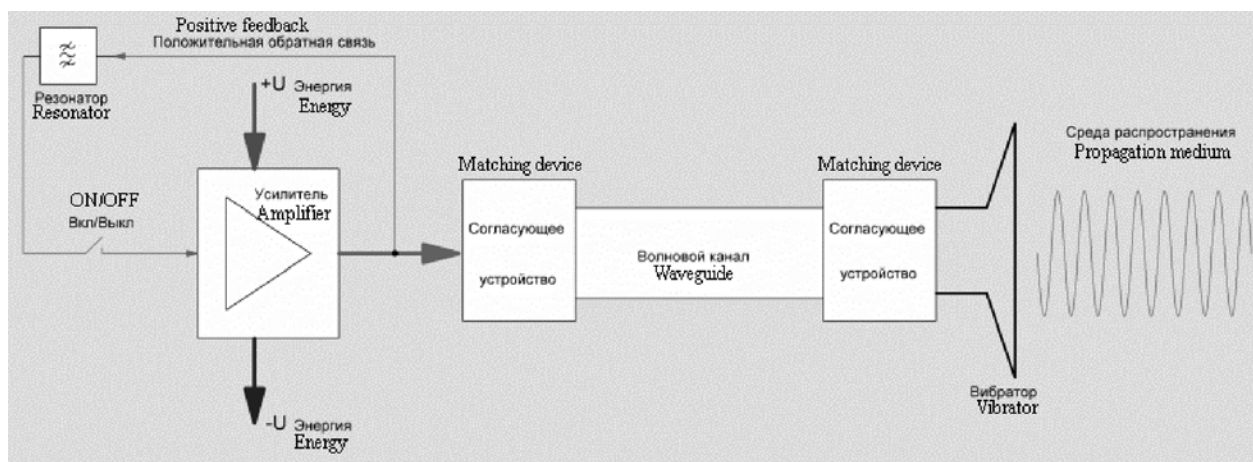 Positive feedback
Положительная обратная связь
Резонатор
Resonator
+U Энергия
Energy
ON/OFF
Вкл/Выкл
Усилитель
Amplifier
-U Энергия
Energy
Matching device
Согласующее
устройство
Волновой канал
Waveguide
Matching device
Согласующее
устройство
Вибратор
Vibrator
Среда распространения
Propagation medium